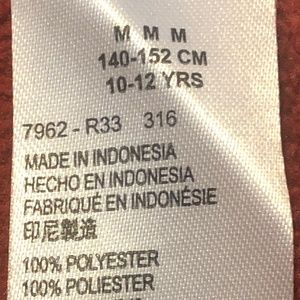 M M M
140-152 CM
10-12 YRS
7962 - R33 316
MADE IN INDONESIA
HECHO EN INDONESIA
FABRIQUÉ EN INDONÉSIE
印尼製造
100% POLYESTER
100% POLIESTER